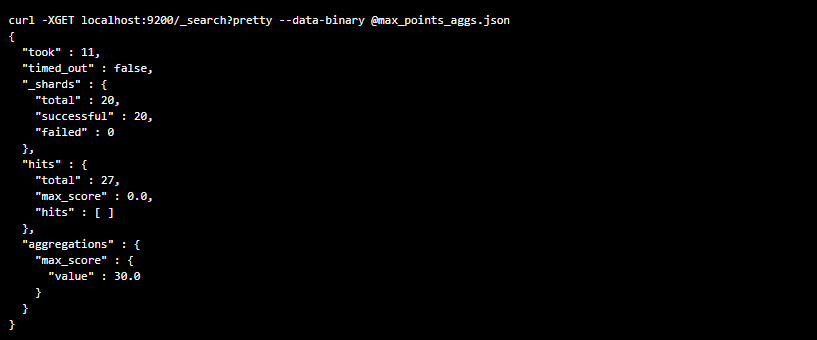 curl -XGET localhost:9200/_search?pretty --data-binary @max_points_aggs.json
{
  "took" : 11,
  "timed_out" : false,
  "_shards" : {
    "total" : 20,
    "successful" : 20,
    "failed" : 0
  },
  "hits" : {
    "total" : 27,
    "max_score" : 0.0,
    "hits" : [ ]
  },
  "aggregations" : {
    "max_score" : {
      "value" : 30.0
    }
  }
}